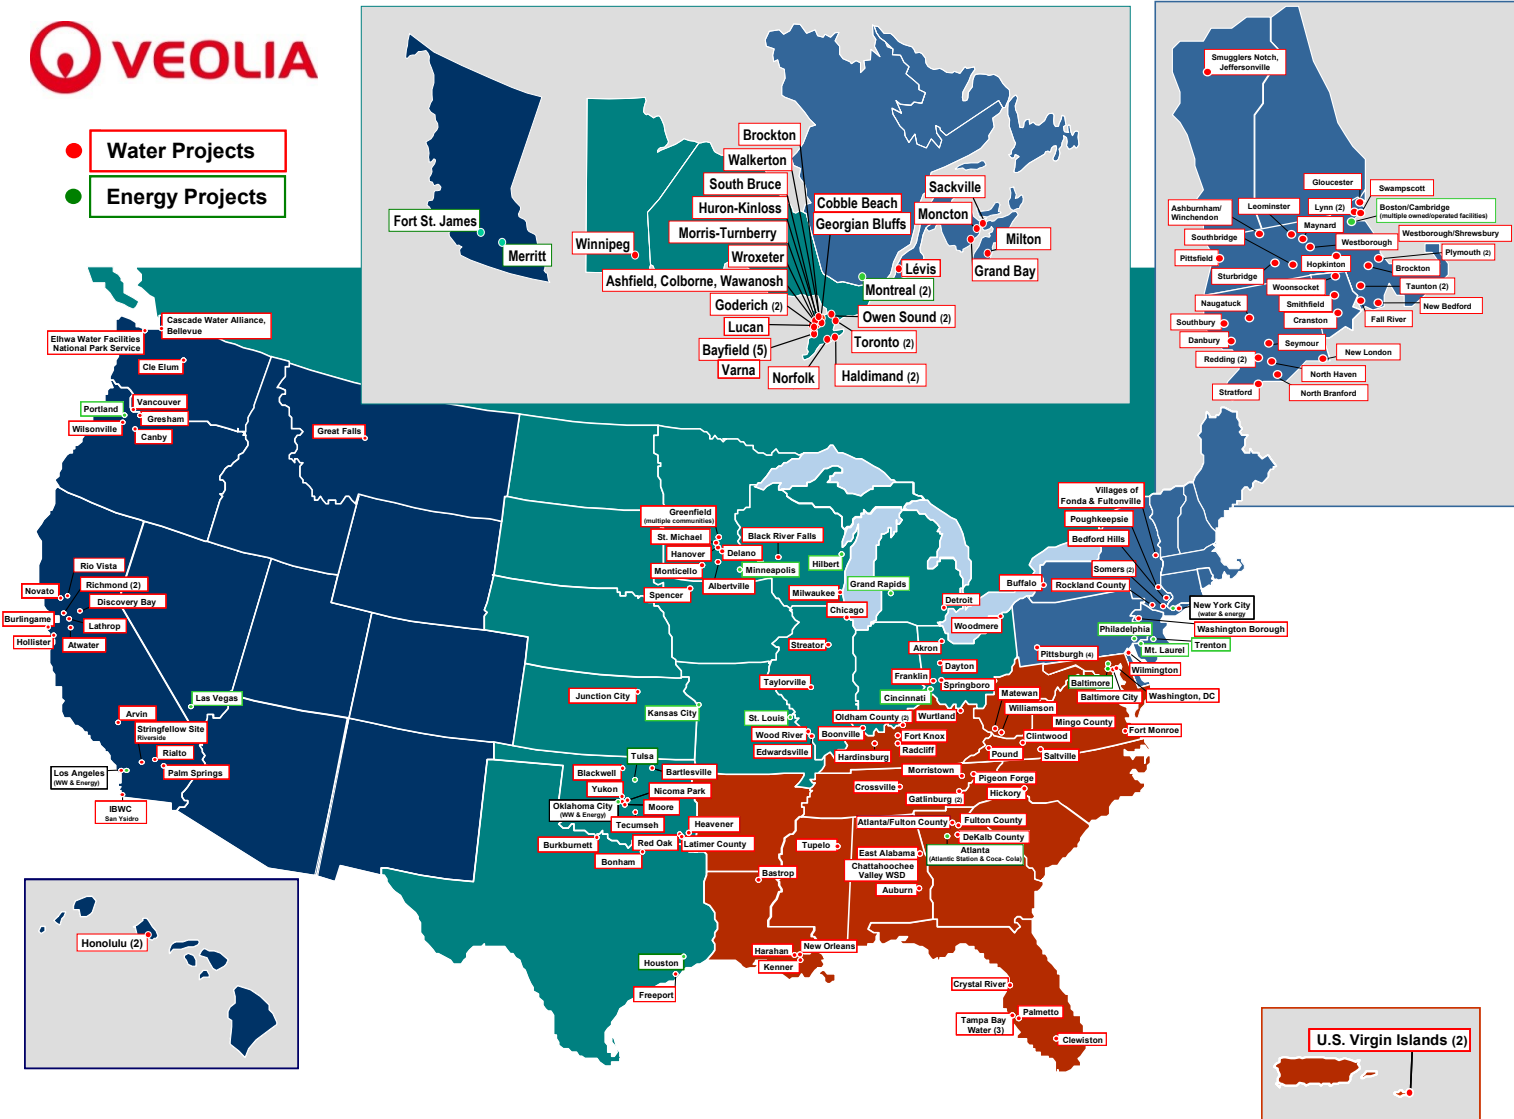 VEOLIA
Water Projects
Energy Projects
Fort St. James
Merritt
Winnipeg
Brockton
Walkerton
South Bruce
Huron-Kinloss
Morris-Turnberry
Wroxeter
Ashfield, Colborne, Wawanosh
Goderich (2)
Lucan
Bayfield (5)
Varna
Norfolk
Cobble Beach
Georgian Bluffs
Sackville
Moncton
Milton
Grand Bay
Lévis
Montreal (2)
Owen Sound (2)
Toronto (2)
Haldimand (2)
Smugglers Notch,
Jeffersonville
Gloucester
Swampscott
Lynn (2)
Boston/Cambridge
(multiple owned/operated facilities)
Ashburnham/
Winchendon
Leominster
Maynard
Westborough/Shrewsbury
Southbridge
Westborough
Plymouth (2)
Pittsfield
Hopkinton
Brockton
Sturbridge
Woonsocket
Taunton (2)
Naugatuck
Smithfield
New Bedford
Southbury
Cranston
Fall River
Danbury
Seymour
New London
Redding (2)
North Haven
Stratford
North Branford
Cascade Water Alliance,
Bellevue
Elhwa Water Facilities
National Park Service
Cle Elum
Vancouver
Portland
Gresham
Wilsonville
Canby
Great Falls
Rio Vista
Richmond (2)
Novato
Discovery Bay
Burlingame
Lathrop
Hollister
Atwater
Las Vegas
Arvin
Stringfellow Site
Riverside
Rialto
Los Angeles
(WW & Energy)
Palm Springs
IBWC
San Ysidro
Honolulu (2)
Greenfield
(multiple communities)
St. Michael
Black River Falls
Hanover
Delano
Hilbert
Monticello
Minneapolis
Albertville
Grand Rapids
Spencer
Milwaukee
Chicago
Detroit
Buffalo
Woodmere
Streator
Akron
Taylorville
Dayton
Franklin
Springboro
Cincinnati
Junction City
Kansas City
St. Louis
Wood River
Edwardsville
Oldham County (2)
Wurtland
Boonville
Fort Knox
Radcliff
Hardinsburg
Matewan
Williamson
Mingo County
Clintwood
Pound
Saltville
Fort Monroe
Villages of
Fonda & Fultonville
Poughkeepsie
Bedford Hills
Somers (2)
Rockland County
New York City
(water & energy
Washington Borough
Philadelphia
Trenton
Mt. Laurel
Pittsburgh (4)
Wilmington
Baltimore
Baltimore City
Washington, DC
Tulsa
Blackwell
Bartlesville
Yukon
Nicoma Park
Oklahoma City
(WW & Energy)
Moore
Tecumseh
Heavener
Burkburnett
Red Oak
Latimer County
Bonham
Morristown
Pigeon Forge
Crossville
Gatlinburg (2)
Hickory
Atlanta/Fulton County
Fulton County
DeKalb County
Tupelo
East Alabama
Atlanta
(Atlantic Station & Coca- Cola)
Chattahoochee
Valley WSD
Bastrop
Auburn
Harahan
New Orleans
Kenner
Houston
Freeport
Crystal River
Palmetto
Tampa Bay
Water (3)
Clewiston
U.S. Virgin Islands (2)